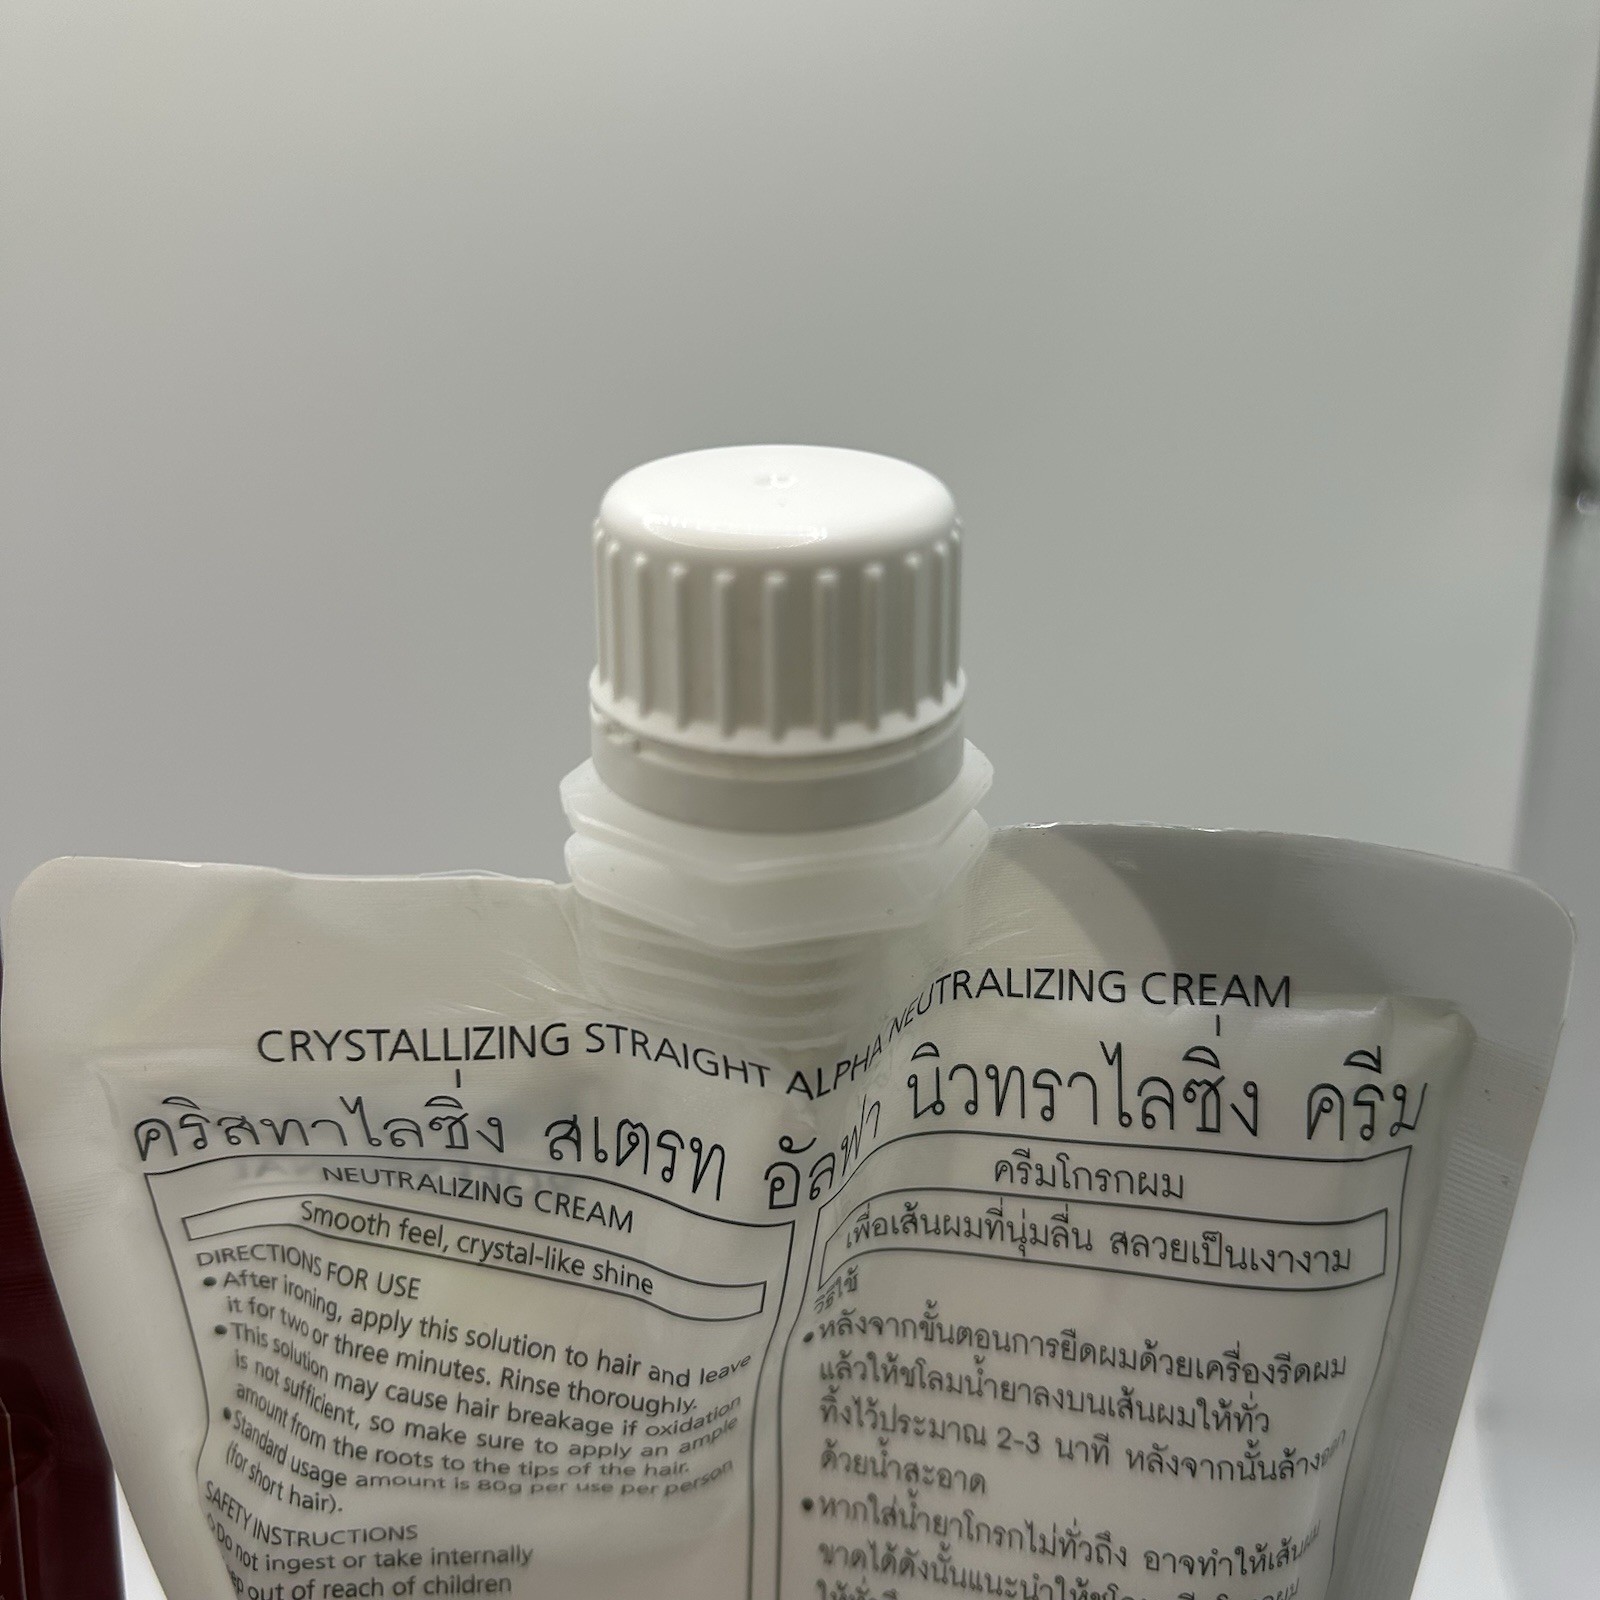 CRYSTALLIZING STRAIGHT ALPHA NEUTRALIZING CREAM
คริสทาไลซิ่ง สเตรท อัลฟา นิวทราไลซิ่ง ครีม
NEUTRALIZING CREAM
Smooth feel, crystal-like shine
DIRECTIONS FOR USE
• After ironing, apply this solution to hair and leave
it for two or three minutes. Rinse thoroughly.
• This solution may cause hair breakage if oxidation
is not sufficient, so make sure to apply an ample
amount from the roots to the tips of the hair.
• Standard usage amount is 80g per use per person
(for short hair).
SAFETY INSTRUCTIONS
Do not ingest or take internally
out of reach of children
ครีมโกรกผม
เพื่อเส้นผมที่นุ่มลื่น สลวยเป็นเงางาม
วิธีใช้
• หลังจากขั้นตอนการยืดผมด้วยเครื่องรีดผม
แล้วให้ชโลมน้ำยาลงบนเส้นผมให้ทั่ว
ทิ้งไว้ประมาณ 2-3 นาที หลังจากนั้นล้างออก
ด้วยน้ำสะอาด
• หากใส่น้ำยาโกรกไม่ทั่วถึง อาจทำให้เส้นผม
ขาดได้ดังนั้นแนะนำให้